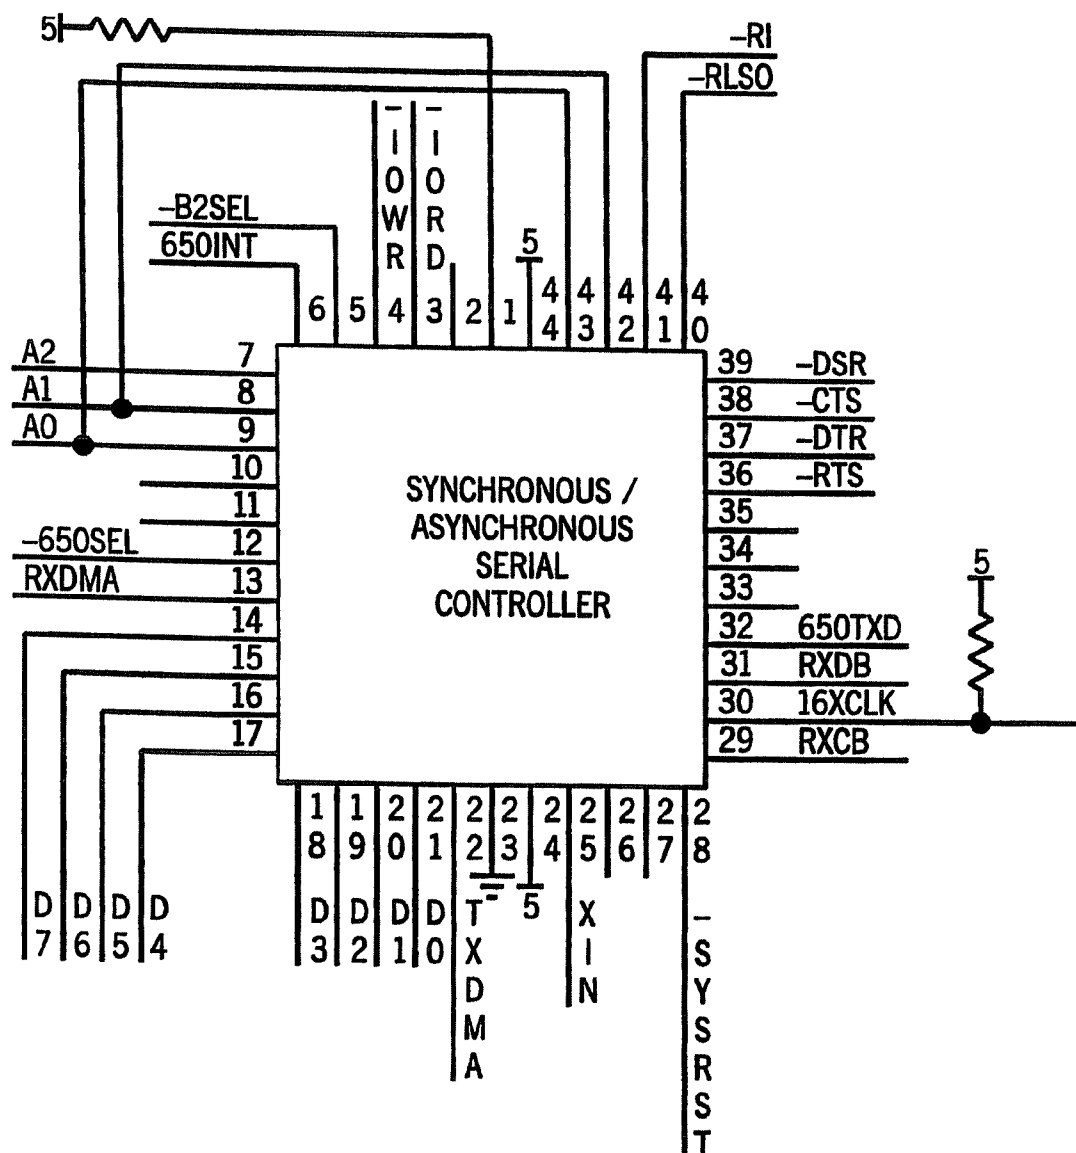 5
-RI
-RLSO
-IOWR
-IORD
-B2SEL
650INT
5
6
5
4
3
2
1
44
43
42
41
40
A2
7
A1
8
A0
9
10
11
-650SEL
12
RXDMA
13
14
15
16
17
39 -DSR
38 -CTS
37 -DTR
36 -RTS
35
34
33
32 650TXD
31 RXDB
30 16XCLK
29 RXCB
5
SYNCHRONOUS /
ASYNCHRONOUS
SERIAL
CONTROLLER
18
19
20
21
22
23
24
25
26
27
28
D7
D6
D5
D4
D3
D2
D1
D0
TXDMA
5
XIN
-SYSRST